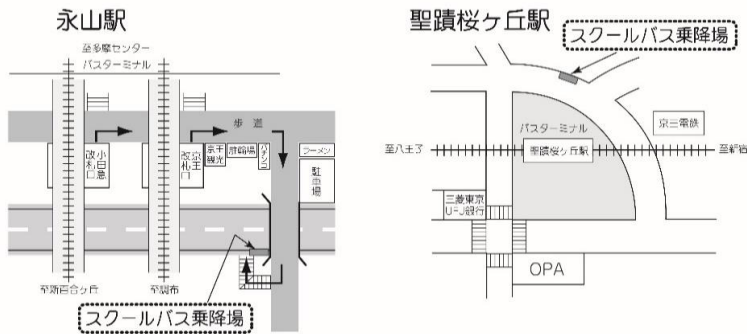 永山駅
至多摩センター
バスターミナル
歩 道
小田急
改札口
京王
改札口
京王
観光
駐輪場
パチンコ
ラーメン
駐車場
至新百合ヶ丘
至調布
スクールバス乗降場
聖蹟桜ヶ丘駅
スクールバス乗降場
京王電鉄
バスターミナル
至八王子
聖蹟桜ヶ丘駅
至新宿
三菱東京
UFJ銀行
OPA